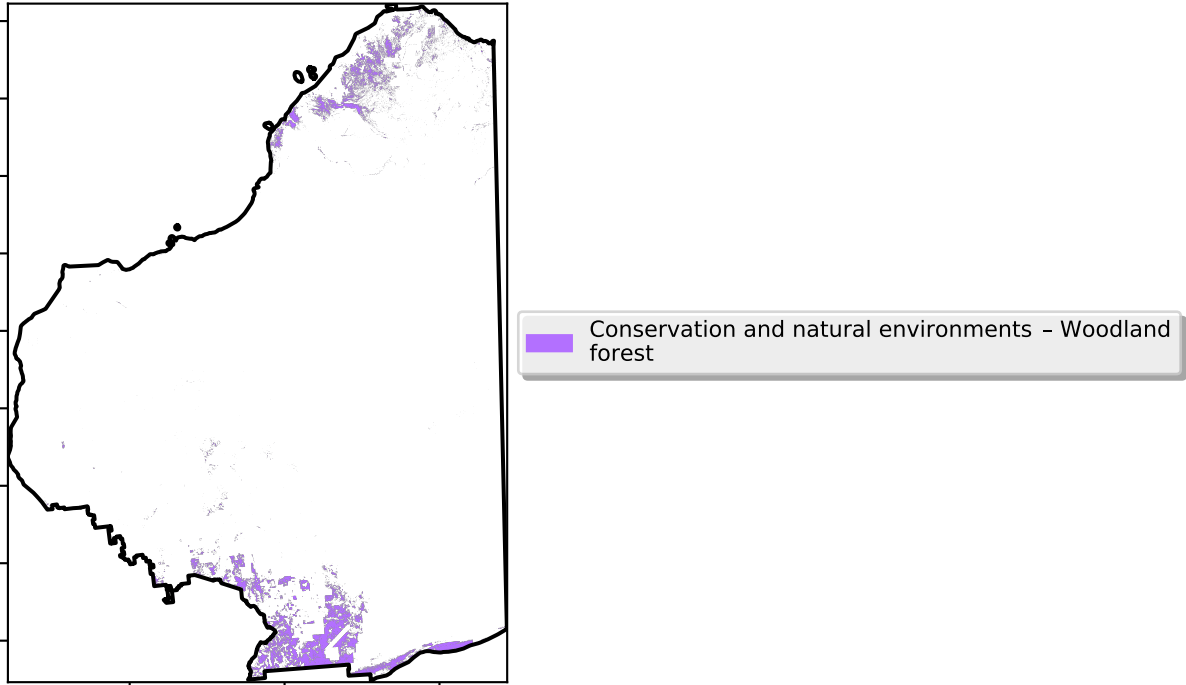 Conservation and natural environments – Woodland
forest